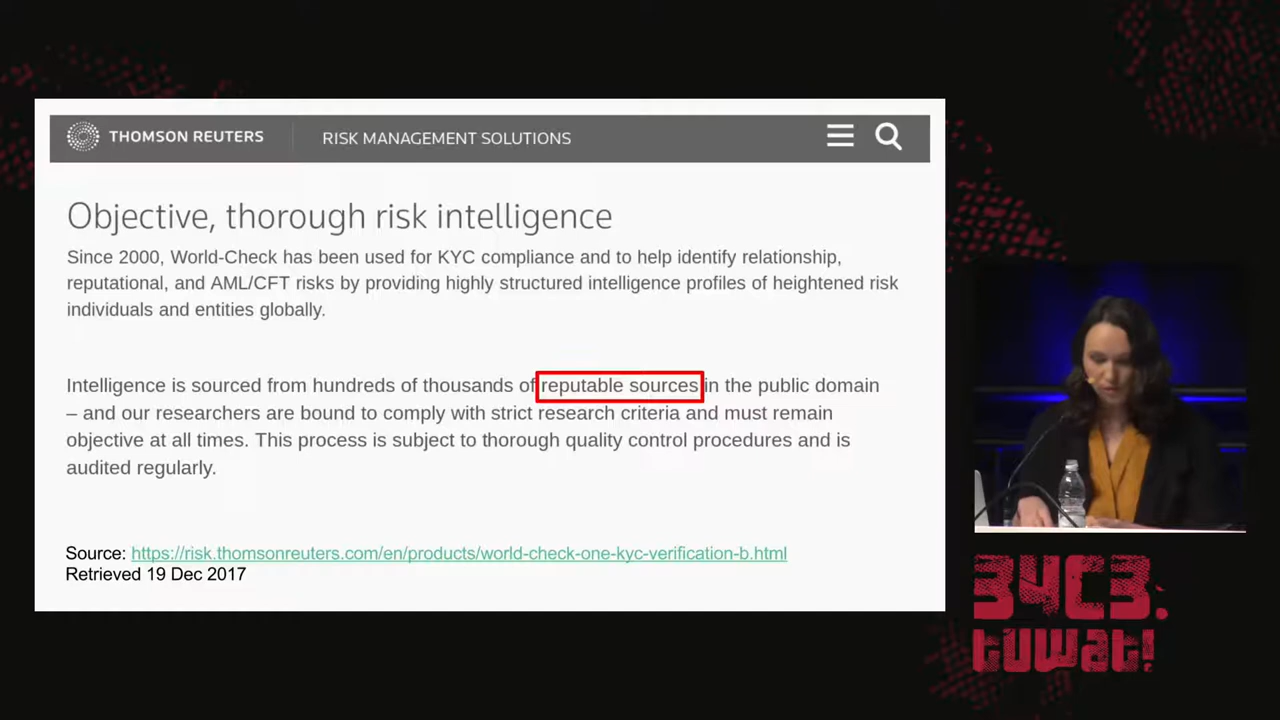 THOMSON REUTERS
RISK MANAGEMENT SOLUTIONS
Objective, thorough risk intelligence
Since 2000, World-Check has been used for KYC compliance and to help identify relationship,
reputational, and AML/CFT risks by providing highly structured intelligence profiles of heightened risk
individuals and entities globally.
Intelligence is sourced from hundreds of thousands of reputable sources in the public domain
– and our researchers are bound to comply with strict research criteria and must remain
objective at all times. This process is subject to thorough quality control procedures and is
audited regularly.
Source: https://risk.thomsonreuters.com/en/products/world-check-one-kyc-verification-b.html
Retrieved 19 Dec 2017
34C3.
tuwat!